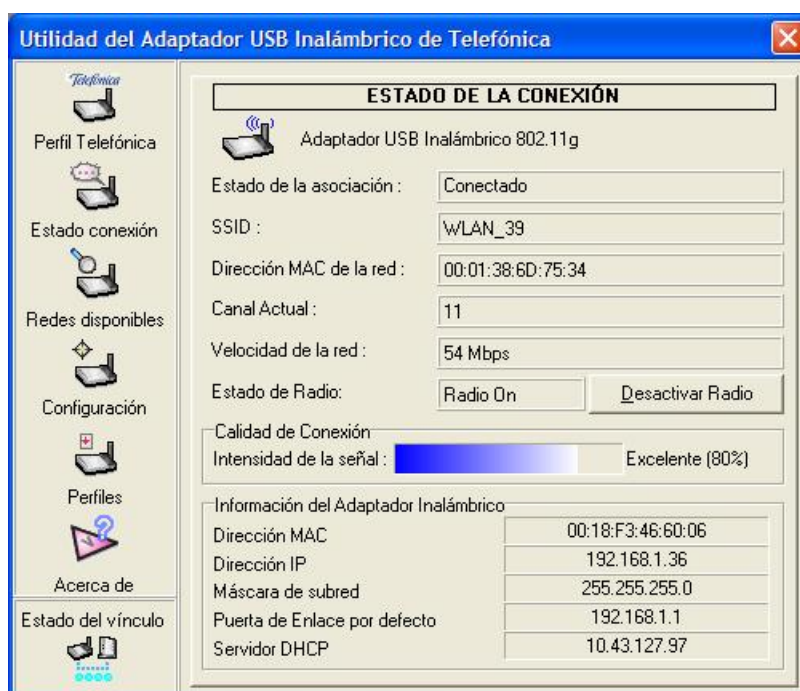 Utilidad del Adaptador USB Inalámbrico de Telefónica
Telefónica
Perfil Telefónica
Estado conexión
Redes disponibles
Configuración
Perfiles
Acerca de
Estado del vínculo
ESTADO DE LA CONEXIÓN
Adaptador USB Inalámbrico 802.11g
Estado de la asociación : Conectado
SSID : WLAN_39
Dirección MAC de la red : 00:01:38:6D:75:34
Canal Actual : 11
Velocidad de la red : 54 Mbps
Estado de Radio: Radio On Desactivar Radio
Calidad de Conexión
Intensidad de la señal : Excelente (80%)
Información del Adaptador Inalámbrico
Dirección MAC 00:18:F3:46:60:06
Dirección IP 192.168.1.36
Máscara de subred 255.255.255.0
Puerta de Enlace por defecto 192.168.1.1
Servidor DHCP 10.43.127.97